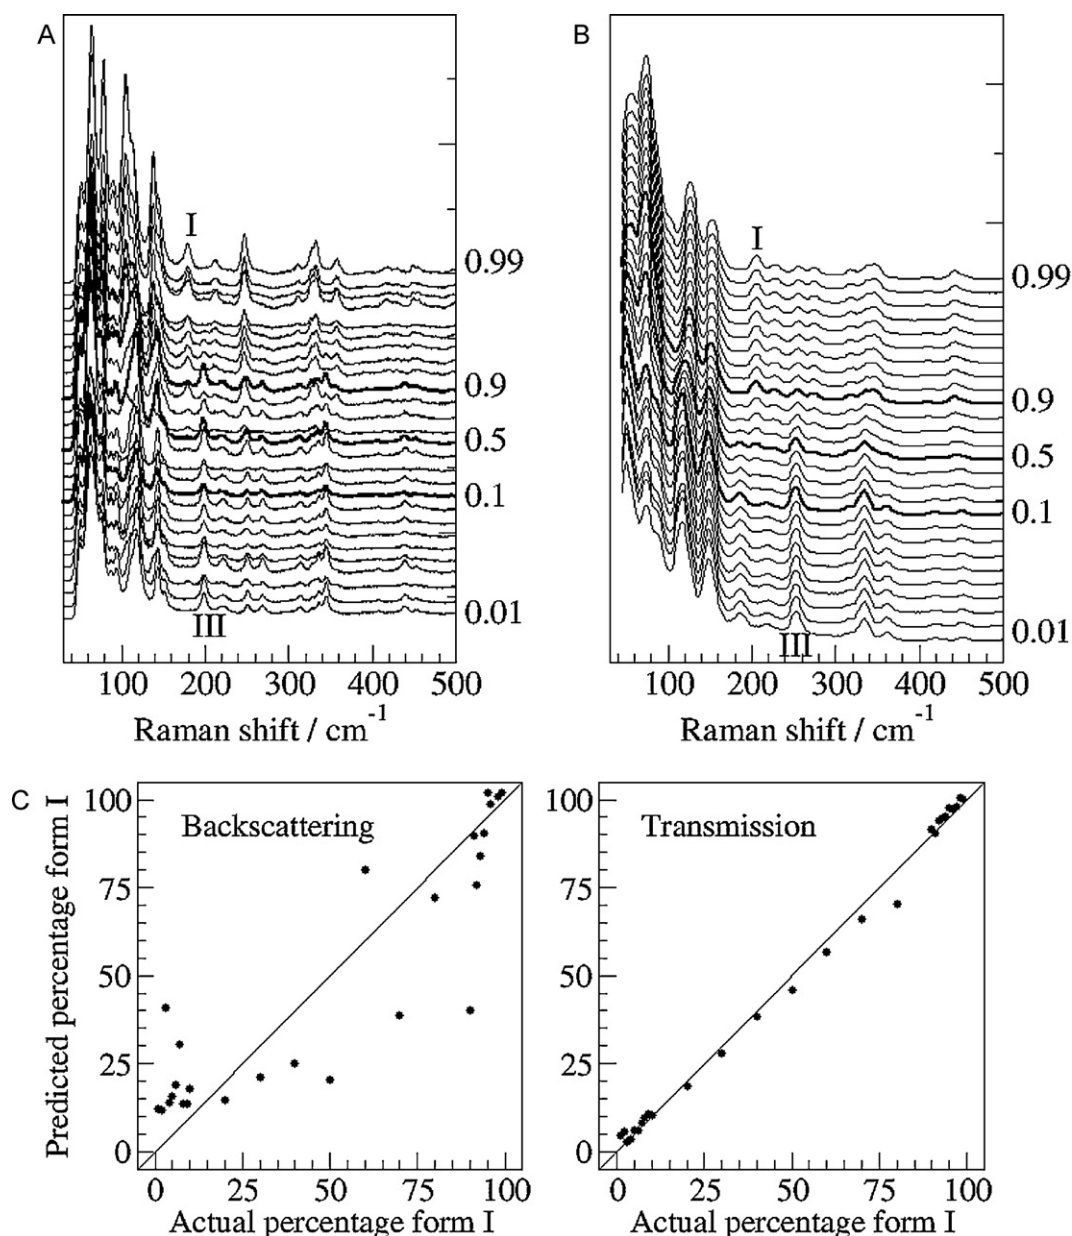 A
I
0.99
0.9
0.5
0.1
0.01
III
100 200 300 400 500
Raman shift / cm⁻¹
B
I
0.99
0.9
0.5
0.1
0.01
III
100 200 300 400 500
Raman shift / cm⁻¹
C
Predicted percentage form I
100
75
50
25
0
Backscattering
0 25 50 75 100
Actual percentage form I
100
75
50
25
0
Transmission
0 25 50 75 100
Actual percentage form I